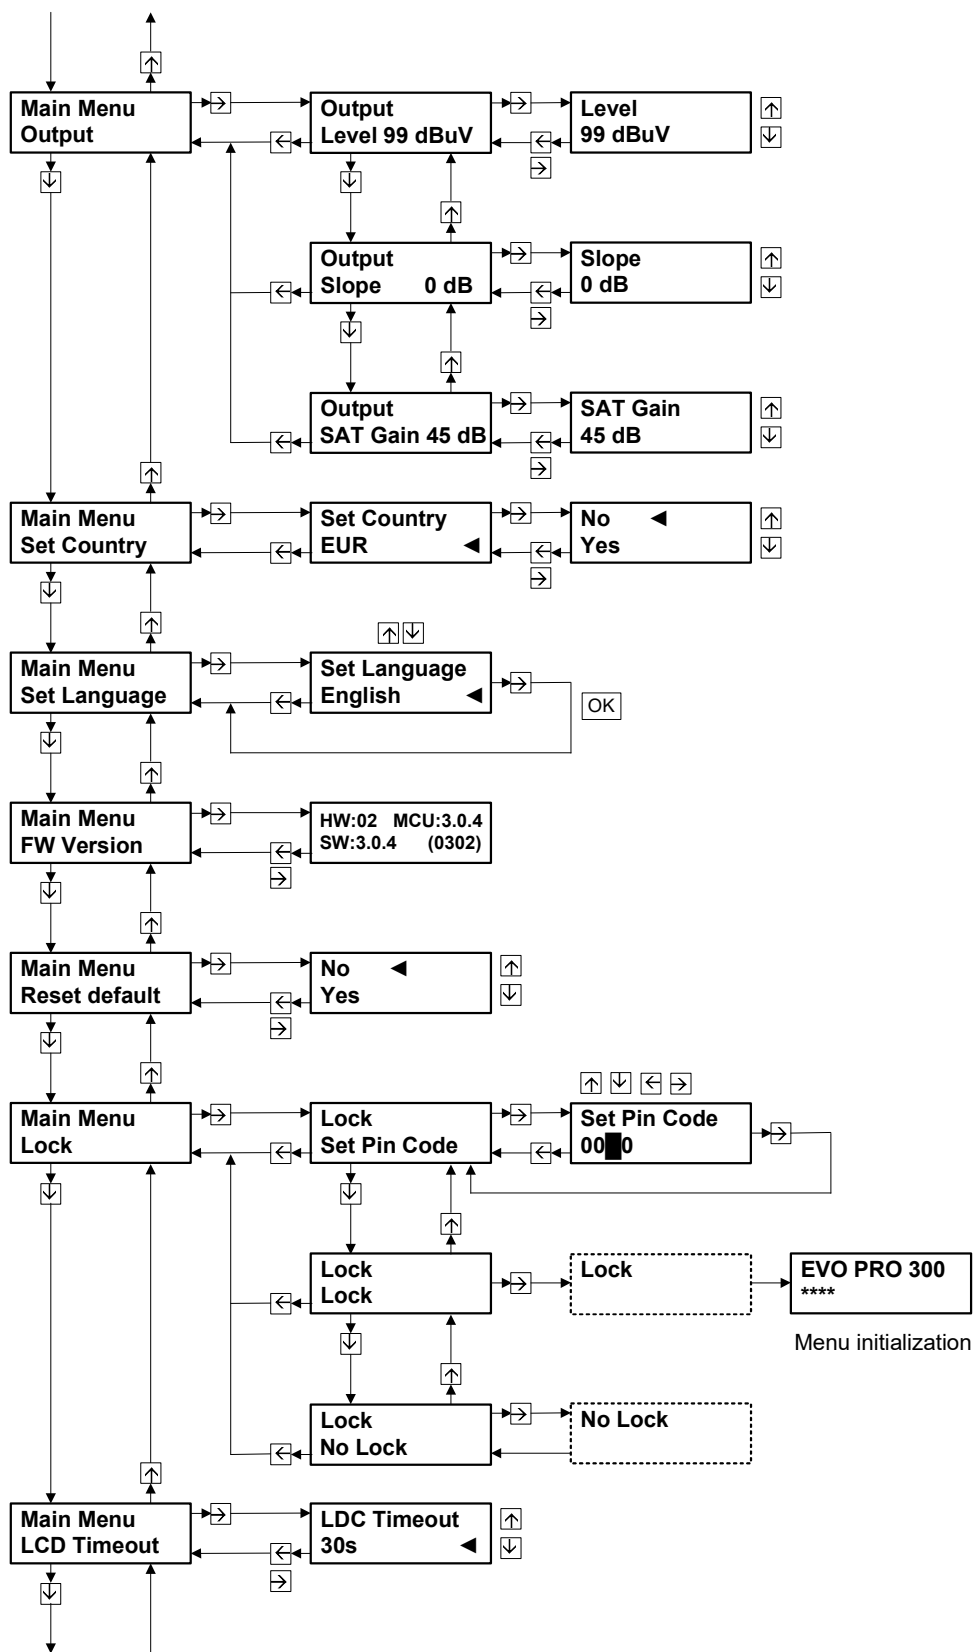 Main Menu
Output
Output
Level 99 dBuV
Level
99 dBuV
Output
Slope 0 dB
Slope
0 dB
Output
SAT Gain 45 dB
SAT Gain
45 dB
Main Menu
Set Country
Set Country
EUR
No
Yes
Main Menu
Set Language
Set Language
English
OK
Main Menu
FW Version
HW:02 MCU:3.0.4
SW:3.0.4 (0302)
Main Menu
Reset default
No
Yes
Main Menu
Lock
Lock
Set Pin Code
Set Pin Code
00█0
Lock
Lock
Lock
EVO PRO 300
****
Menu initialization
Lock
No Lock
No Lock
Main Menu
LCD Timeout
LDC Timeout
30s